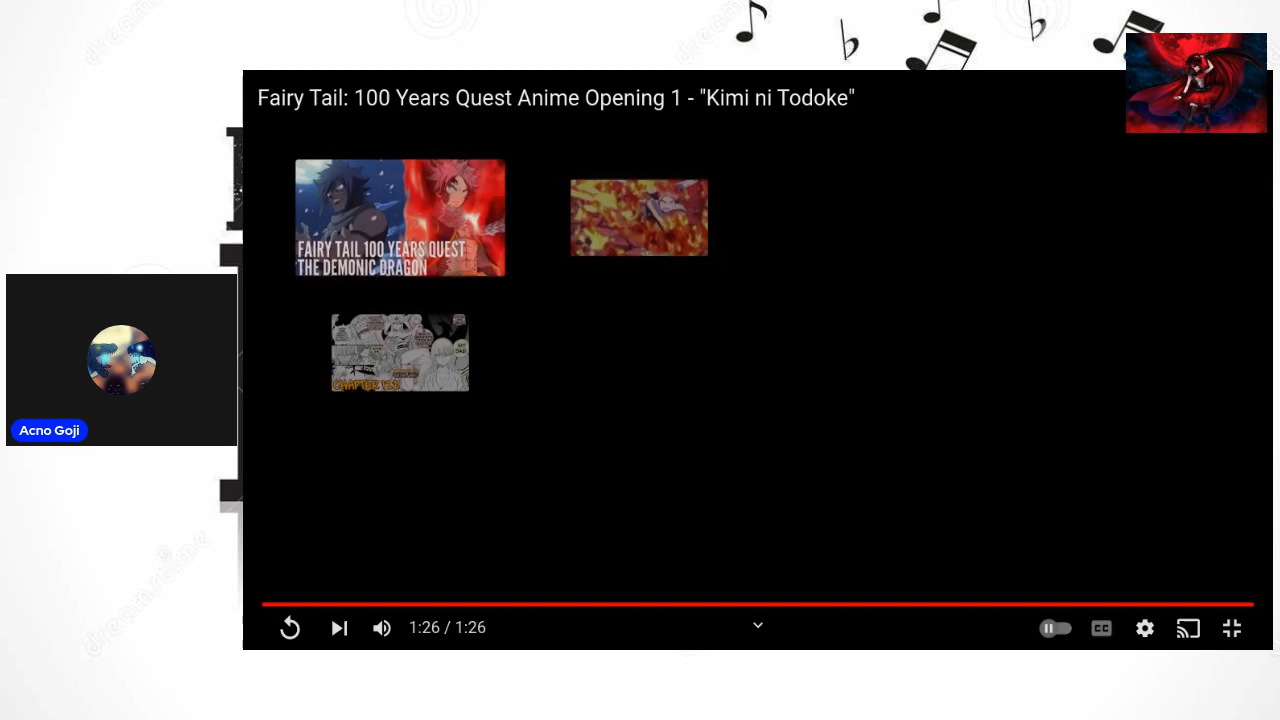 Fairy Tail: 100 Years Quest Anime Opening 1 - "Kimi ni Todoke"
FAIRY TAIL 100 YEARS QUEST
THE DEMONIC DRAGON
Acno Goji
1:26 / 1:26
CC